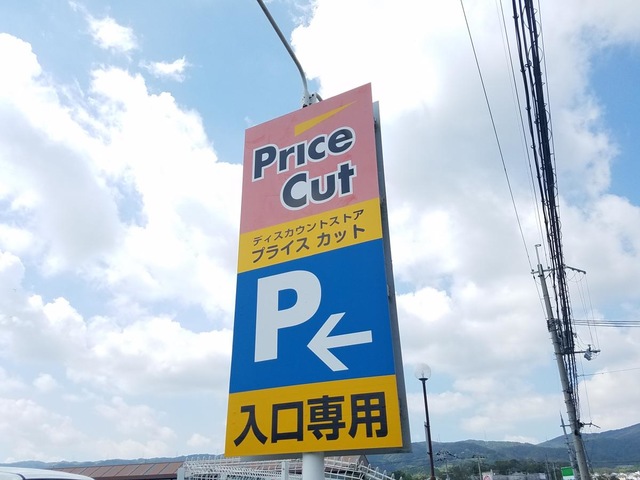 Price
Cut
ディスカウントストア
プライス カット
P←
入口専用